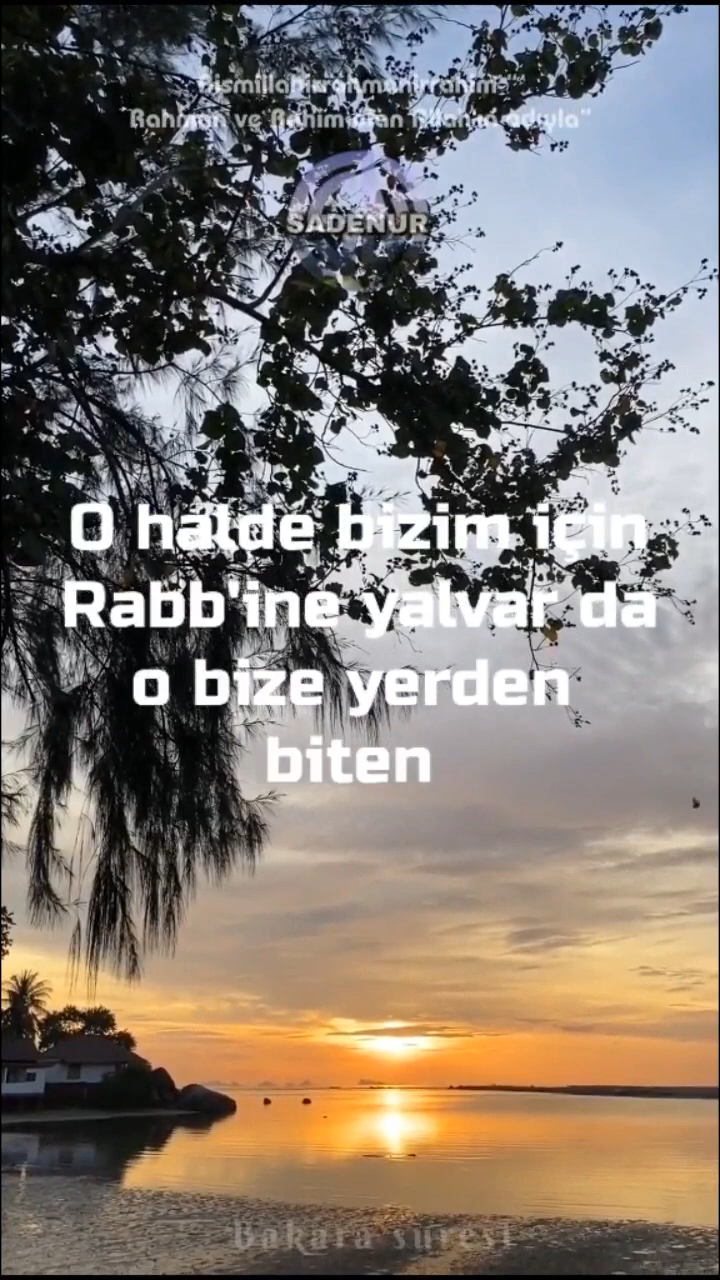 Bismillahirrahmanirrahim "
Rahman ve Rahim olan Allah'ın adıyla"
SADENUR
O halde bizim için
Rabb'ine yalvar da
o bize yerden
biten
Bakara suresi